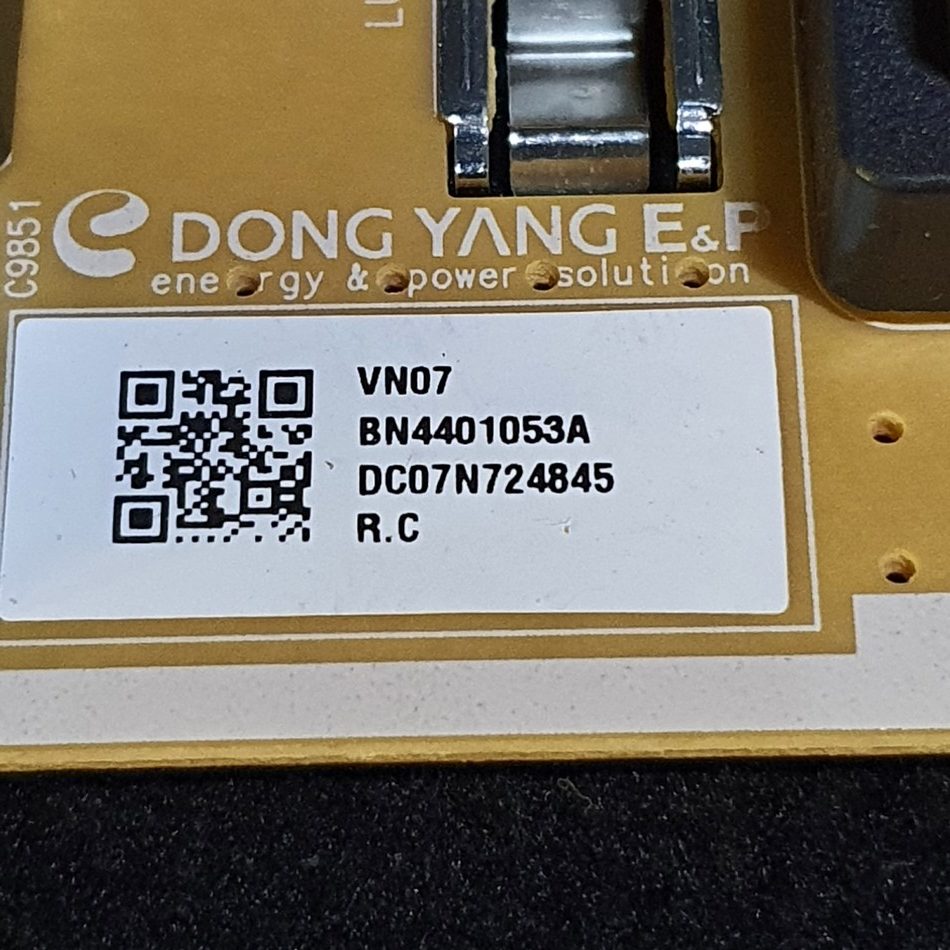 C9851
DONG YANG E&P
energy & power solution
VN07
BN4401053A
DC07N724845
R.C